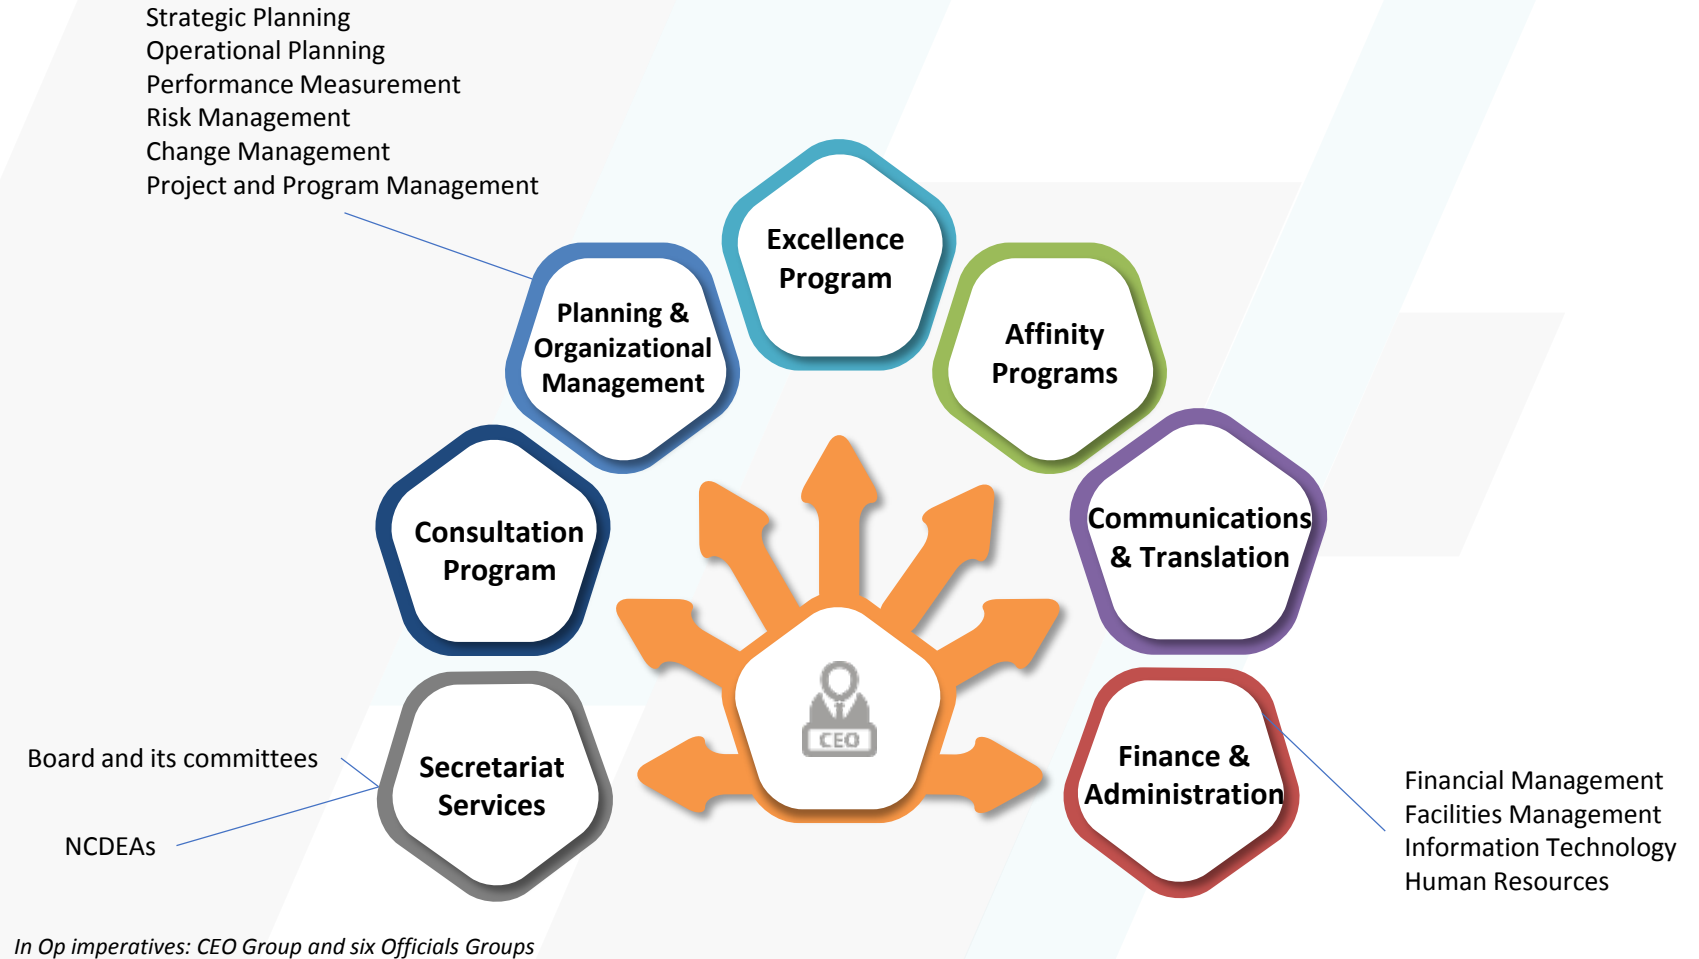 Strategic Planning
Operational Planning
Performance Measurement
Risk Management
Change Management
Project and Program Management
Excellence
Program
Planning &
Organizational
Management
Affinity
Programs
Consultation
Program
Communications
& Translation
CEO
Secretariat
Services
Board and its committees
NCDEAs
Finance &
Administration
Financial Management
Facilities Management
Information Technology
Human Resources
In Op imperatives: CEO Group and six Officials Groups